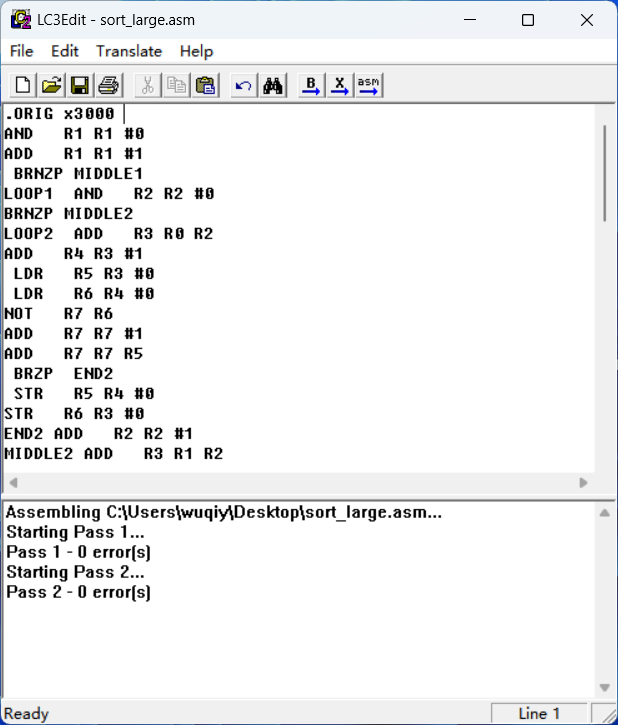 LC3Edit - sort_large.asm
File Edit Translate Help
B X asm
.ORIG x3000
AND R1 R1 #0
ADD R1 R1 #1
BRNZP MIDDLE1
LOOP1 AND R2 R2 #0
BRNZP MIDDLE2
LOOP2 ADD R3 R0 R2
ADD R4 R3 #1
LDR R5 R3 #0
LDR R6 R4 #0
NOT R7 R6
ADD R7 R7 #1
ADD R7 R7 R5
BRZP END2
STR R5 R4 #0
STR R6 R3 #0
END2 ADD R2 R2 #1
MIDDLE2 ADD R3 R1 R2
Assembling C:\Users\wuqiy\Desktop\sort_large.asm...
Starting Pass 1...
Pass 1 - 0 error(s)
Starting Pass 2...
Pass 2 - 0 error(s)
Ready
Line 1